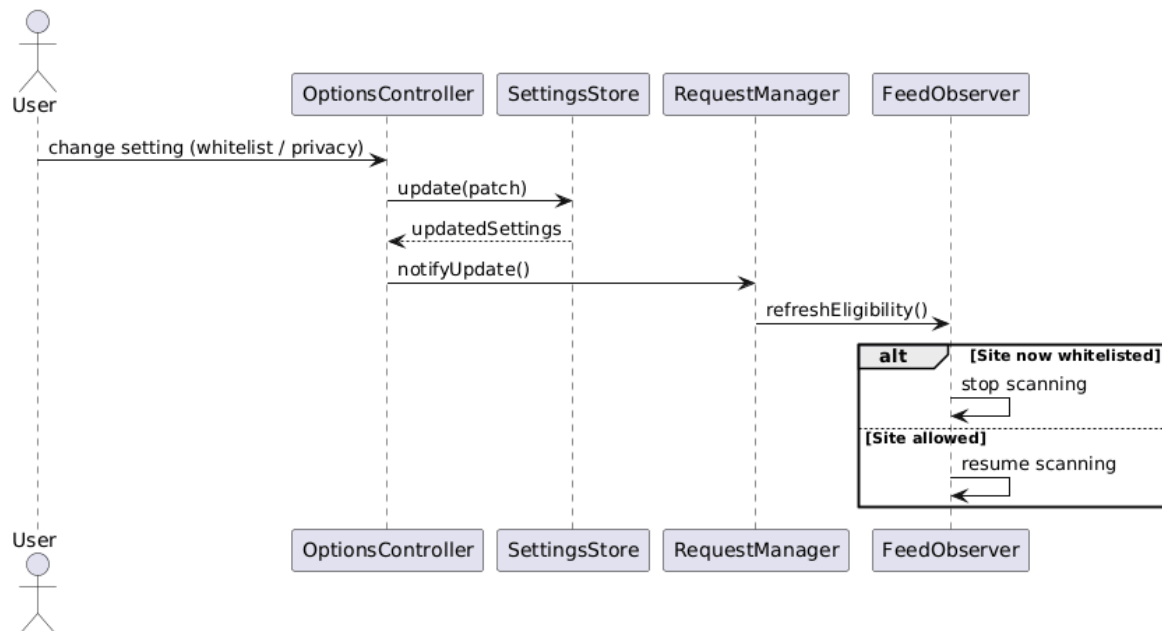 User
OptionsController
SettingsStore
RequestManager
FeedObserver
change setting (whitelist / privacy)
update(patch)
updatedSettings
notifyUpdate()
refreshEligibility()
alt
[Site now whitelisted]
stop scanning
[Site allowed]
resume scanning
User
OptionsController
SettingsStore
RequestManager
FeedObserver